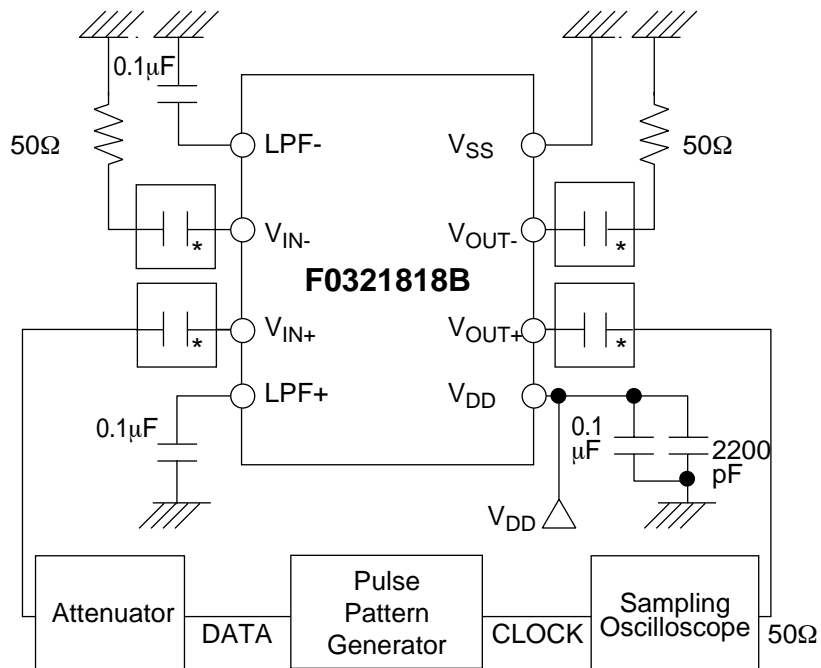 0.1μF
50Ω
LPF-
VSS
50Ω
VIN-
*
VOUT-
*
F0321818B
VIN+
*
VOUT+
*
LPF+
VDD
0.1μF
0.1
μF
2200
pF
VDD
Attenuator
DATA
Pulse
Pattern
Generator
CLOCK
Sampling
Oscilloscope
50Ω